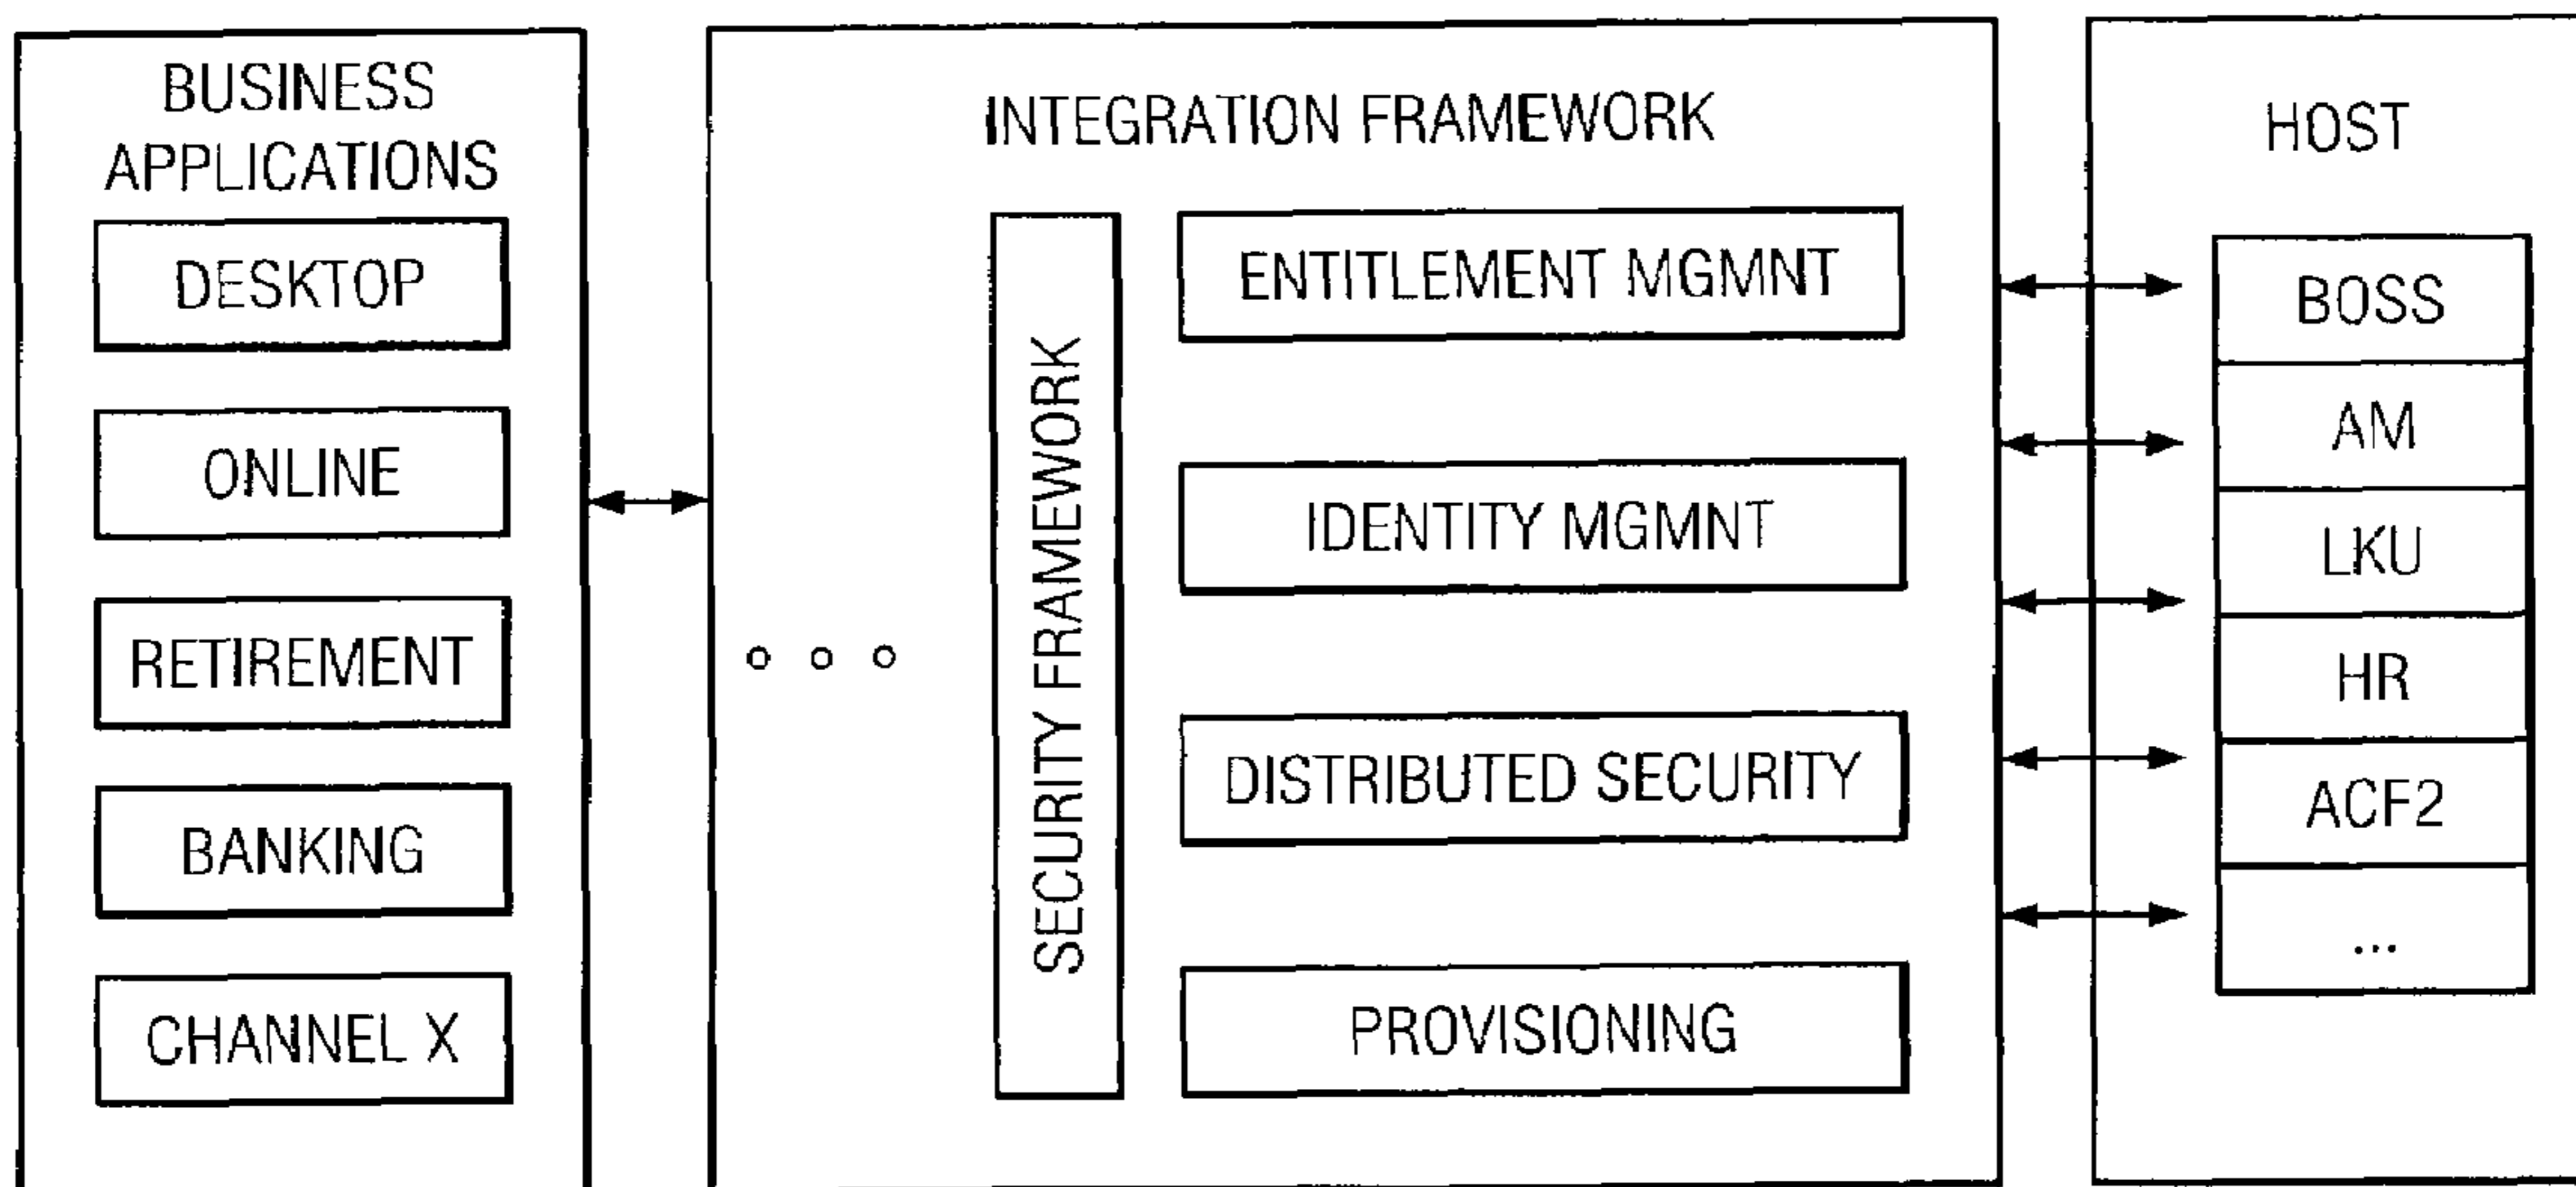 BUSINESS
APPLICATIONS
DESKTOP
ONLINE
RETIREMENT
BANKING
CHANNEL X
INTEGRATION FRAMEWORK
SECURITY FRAMEWORK
ENTITLEMENT MGMNT
IDENTITY MGMNT
DISTRIBUTED SECURITY
PROVISIONING
HOST
BOSS
AM
LKU
HR
ACF2
...